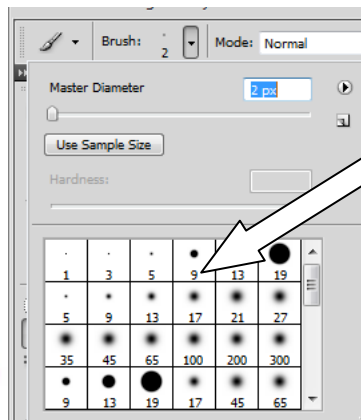 Brush: 2 Mode: Normal
Master Diameter 2 px
Use Sample Size
Hardness:
1 3 5 9 13 19
5 9 13 17 21 27
35 45 65 100 200 300
9 13 19 17 45 65